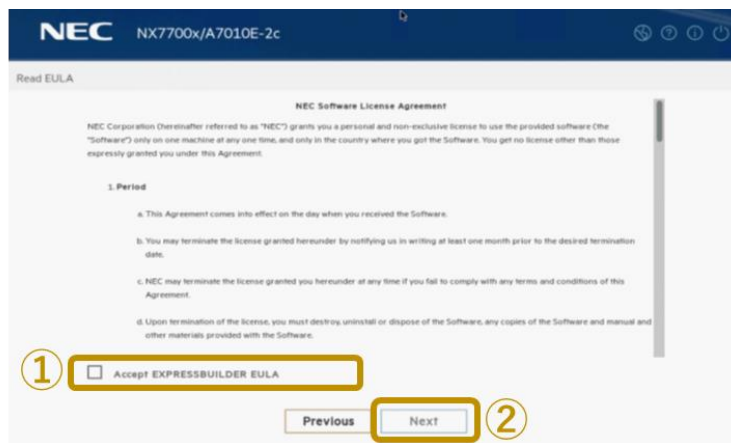 NEC NX7700x/A7010E-2c
Read EULA
NEC Software License Agreement
NEC Corporation (hereinafter referred to as "NEC") grants you a personal and non-exclusive license to use the provided software (the
"Software") only on one machine at any one time, and only in the country where you got the Software. You get no license other than those
expressly granted you under this Agreement.
1. Period
a. This Agreement comes into effect on the day when you received the Software.
b. You may terminate the license granted hereunder by notifying us in writing at least one month prior to the desired termination
date.
c. NEC may terminate the license granted you hereunder at any time if you fail to comply with any terms and conditions of this
Agreement.
d. Upon termination of the license, you must destroy, uninstall or dispose of the Software, any copies of the Software and manual and
other materials provided with the Software.
① Accept EXPRESSBUILDER EULA
Previous Next ②